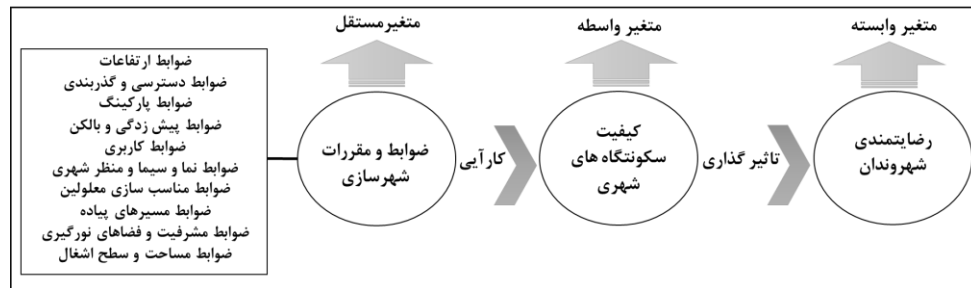 متغیرمستقل
متغیر واسطه
متغیر وابسته
ضوابط ارتفاعات
ضوابط دسترسی و گذربندی
ضوابط پارکینگ
ضوابط پیش زدگی و بالکن
ضوابط کاربری
ضوابط نما و سیما و منظر شهری
ضوابط مناسب سازی معلولین
ضوابط مسیرهای پیاده
ضوابط مشرفیت و فضاهای نورگیری
ضوابط مساحت و سطح اشغال
ضوابط و مقررات
شهرسازی
کارآیی
کیفیت
سکونتگاه های
شهری
تاثیر گذاری
رضایتمندی
شهروندان